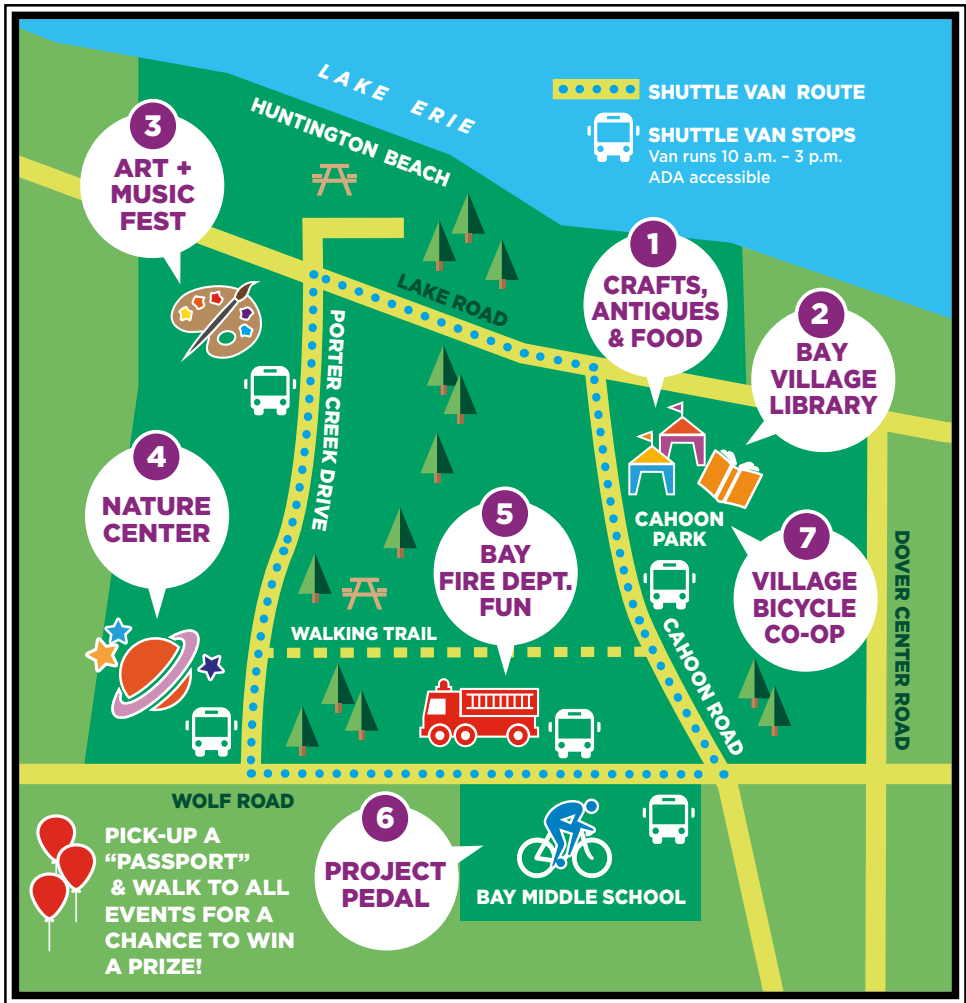 LAKE ERIE
HUNTINGTON BEACH
SHUTTLE VAN ROUTE
SHUTTLE VAN STOPS
Van runs 10 a.m. – 3 p.m.
ADA accessible
3
ART +
MUSIC
FEST
1
CRAFTS,
ANTIQUES
& FOOD
2
BAY
VILLAGE
LIBRARY
LAKE ROAD
PORTER CREEK DRIVE
4
NATURE
CENTER
5
BAY
FIRE DEPT.
FUN
CAHOON
PARK
7
VILLAGE
BICYCLE
CO-OP
DOVER CENTER ROAD
WALKING TRAIL
CAHOON ROAD
WOLF ROAD
6
PROJECT
PEDAL
BAY MIDDLE SCHOOL
PICK-UP A
“PASSPORT”
& WALK TO ALL
EVENTS FOR A
CHANCE TO WIN
A PRIZE!